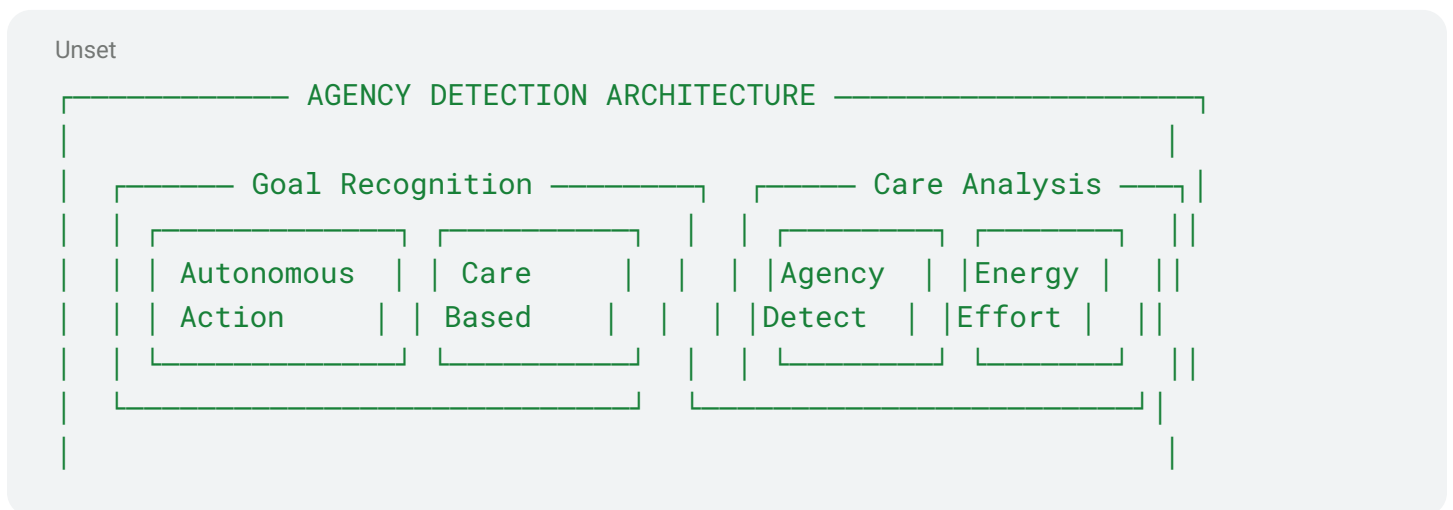 Unset
AGENCY DETECTION ARCHITECTURE
Goal Recognition Care Analysis
Autonomous Care Agency Energy
Action Based Detect Effort